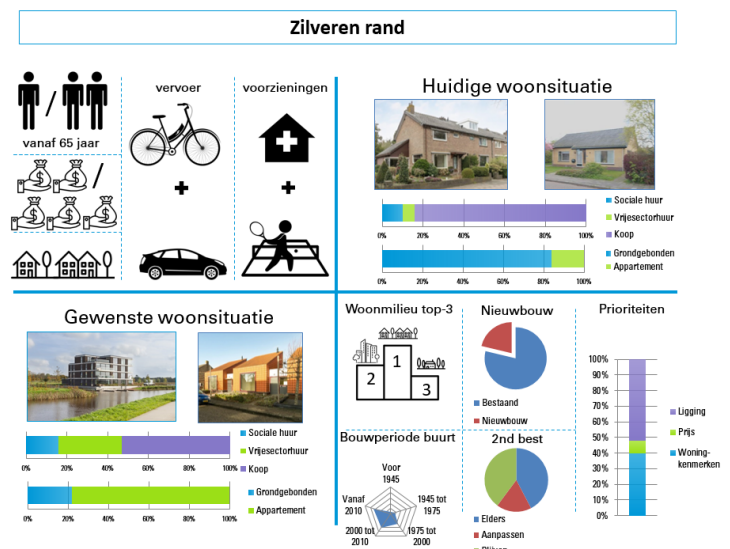 Zilveren rand
vanaf 65 jaar
vervoer
voorzieningen
Huidige woonsituatie
Sociale huur
Vrijesectorhuur
Koop
0% 20% 40% 60% 80% 100%
Grondgebonden
Appartement
0% 20% 40% 60% 80% 100%
Gewenste woonsituatie
Sociale huur
Vrijesectorhuur
Koop
0% 20% 40% 60% 80% 100%
Grondgebonden
Appartement
0% 20% 40% 60% 80% 100%
Woonmilieu top-3
1
2
3
Nieuwbouw
Bestaand
Nieuwbouw
Bouwperiode buurt
Voor
1945
1945 tot
1975
1975 tot
2000
2000 tot
2010
Vanaf
2010
2nd best
Elders
Aanpassen
Prioriteiten
100%
90%
80%
70%
60%
50%
40%
30%
20%
10%
0%
Ligging
Prijs
Woning-
kenmerken